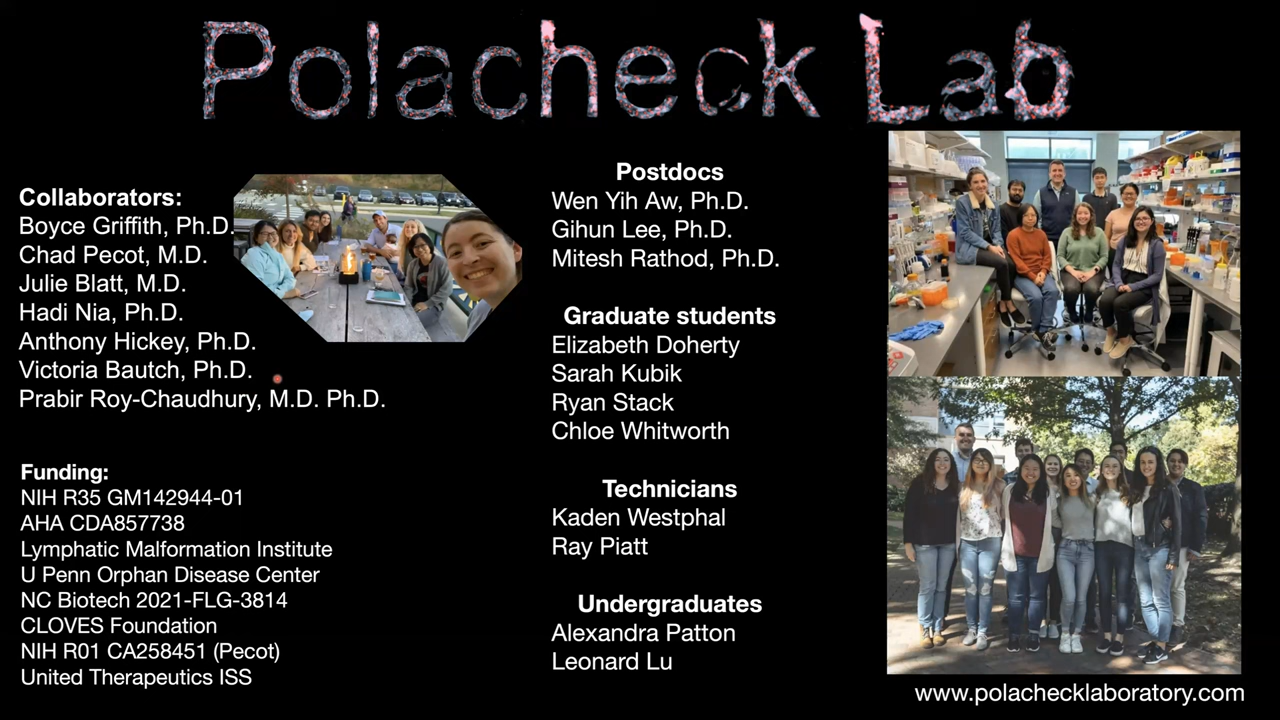 Polacheck Lab
Collaborators:
Boyce Griffith, Ph.D.
Chad Pecot, M.D.
Julie Blatt, M.D.
Hadi Nia, Ph.D.
Anthony Hickey, Ph.D.
Victoria Bautch, Ph.D.
Prabir Roy-Chaudhury, M.D. Ph.D.
Funding:
NIH R35 GM142944-01
AHA CDA857738
Lymphatic Malformation Institute
U Penn Orphan Disease Center
NC Biotech 2021-FLG-3814
CLOVES Foundation
NIH R01 CA258451 (Pecot)
United Therapeutics ISS
Postdocs
Wen Yih Aw, Ph.D.
Gihun Lee, Ph.D.
Mitesh Rathod, Ph.D.
Graduate students
Elizabeth Doherty
Sarah Kubik
Ryan Stack
Chloe Whitworth
Technicians
Kaden Westphal
Ray Piatt
Undergraduates
Alexandra Patton
Leonard Lu
www.polachecklaboratory.com